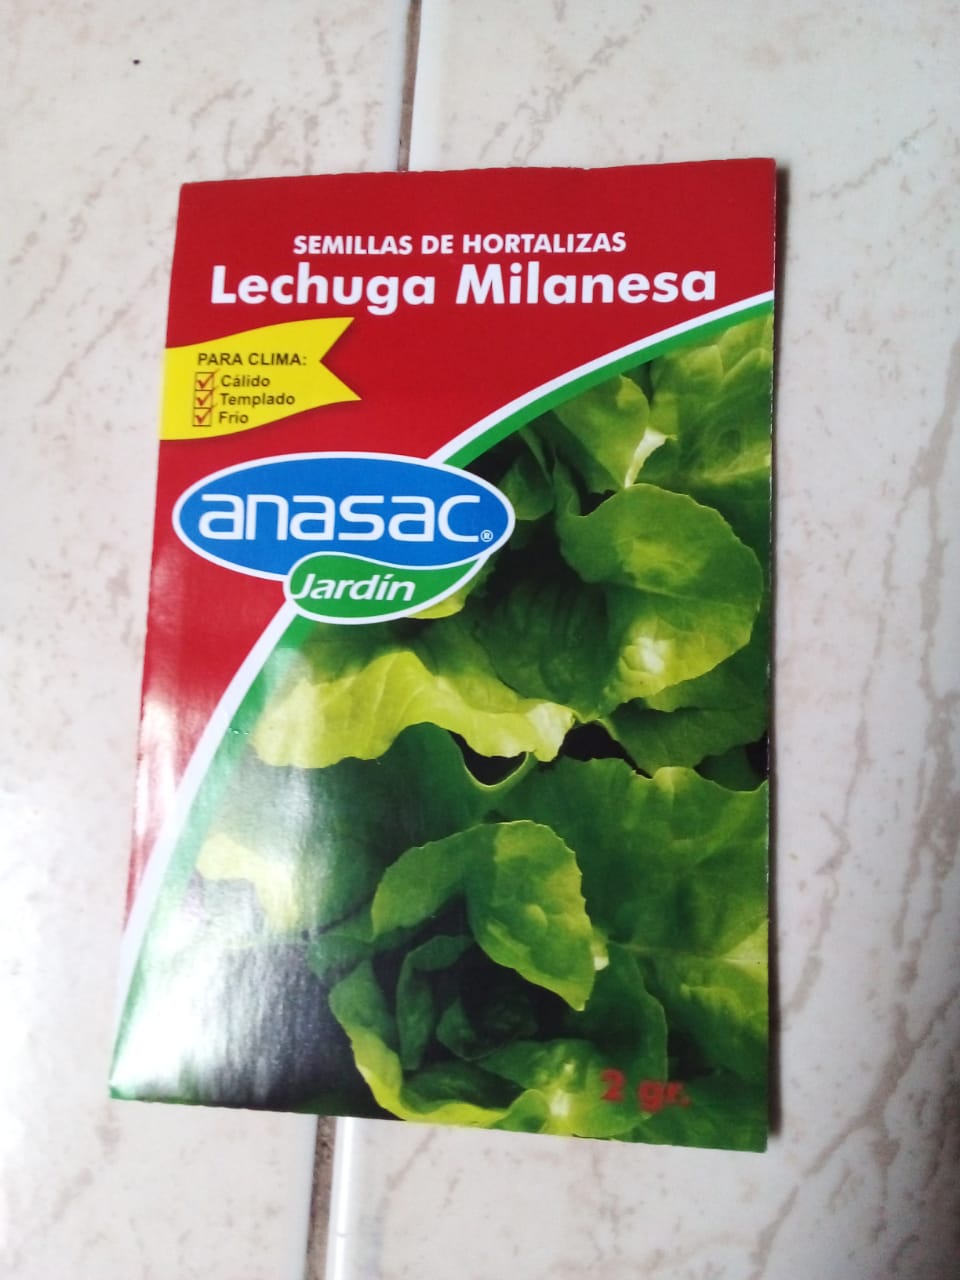 SEMILLAS DE HORTALIZAS
Lechuga Milanesa
PARA CLIMA:
Cálido
Templado
Frio
anasac®
Jardín
2 gr.